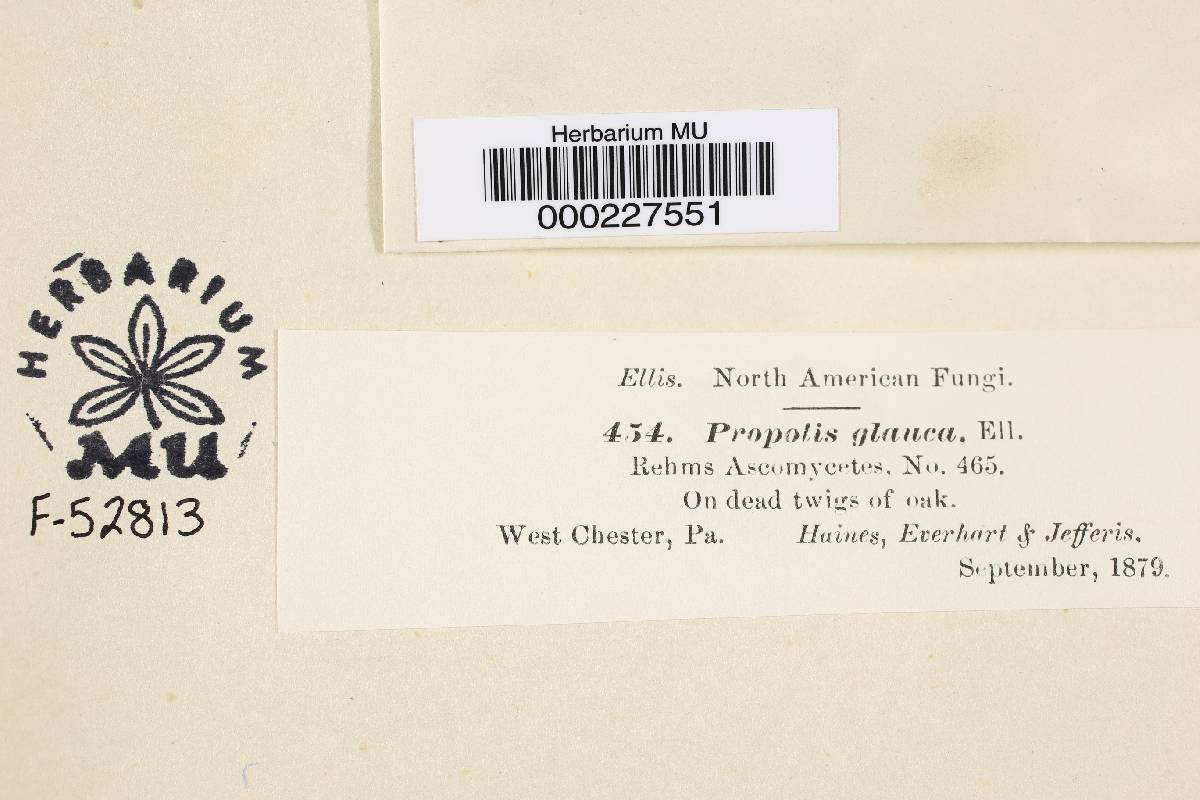 Herbarium MU
000227551
HERBARIUM
MU
F-52813
Ellis. North American Fungi.
454. Propolis glauca. Ell.
Rehms Ascomycetes. No. 465.
On dead twigs of oak.
West Chester, Pa. Haines, Everhart & Jefferis.
September, 1879.